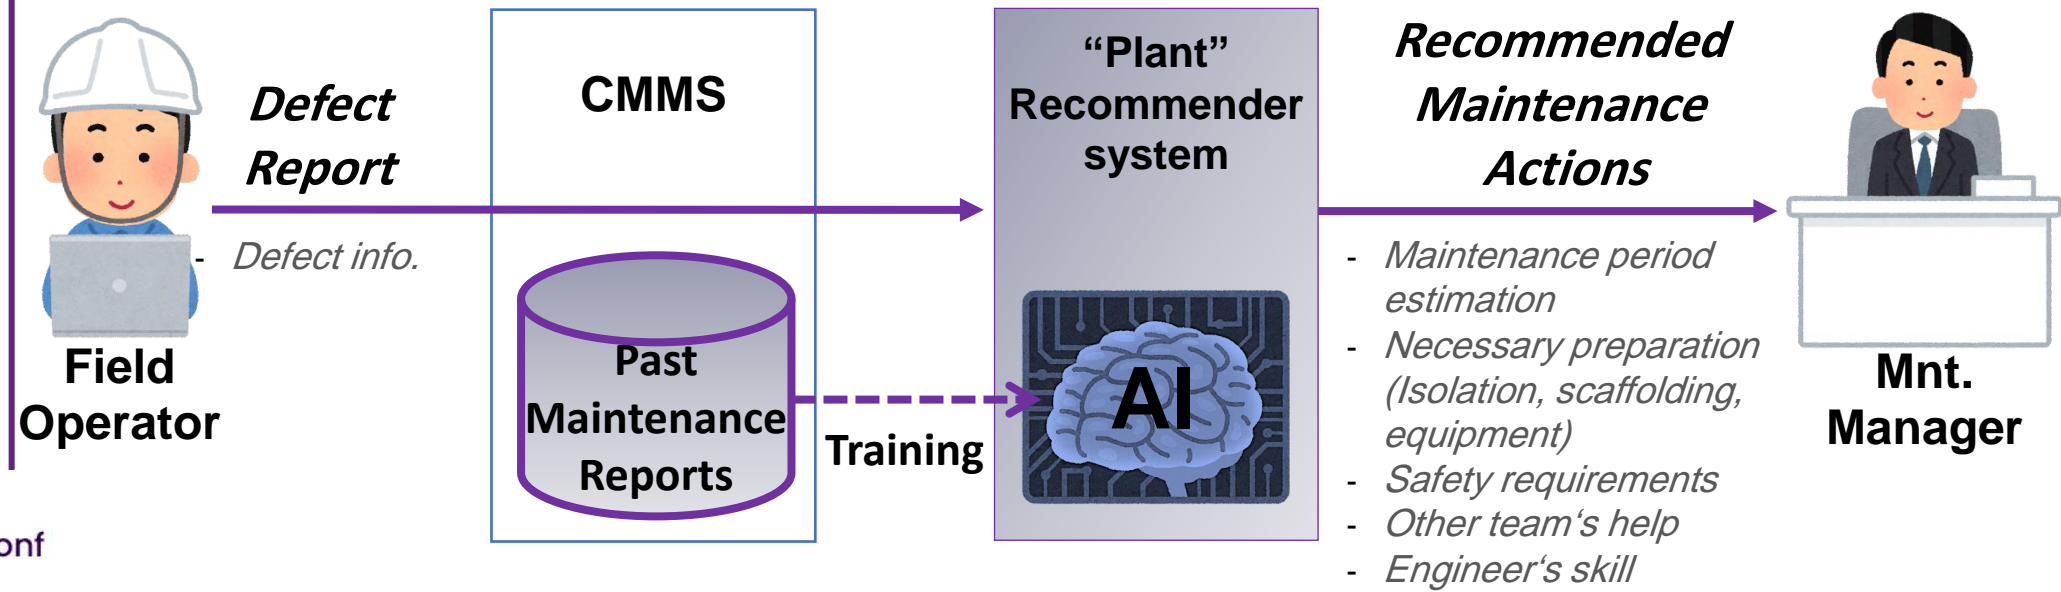 Field
Operator
Defect
Report
- Defect info.
CMMS
Past
Maintenance
Reports
Training
“Plant”
Recommender
system
AI
Recommended
Maintenance
Actions
- Maintenance period
estimation
- Necessary preparation
(Isolation, scaffolding,
equipment)
- Safety requirements
- Other team‘s help
- Engineer‘s skill
Mnt.
Manager
onf